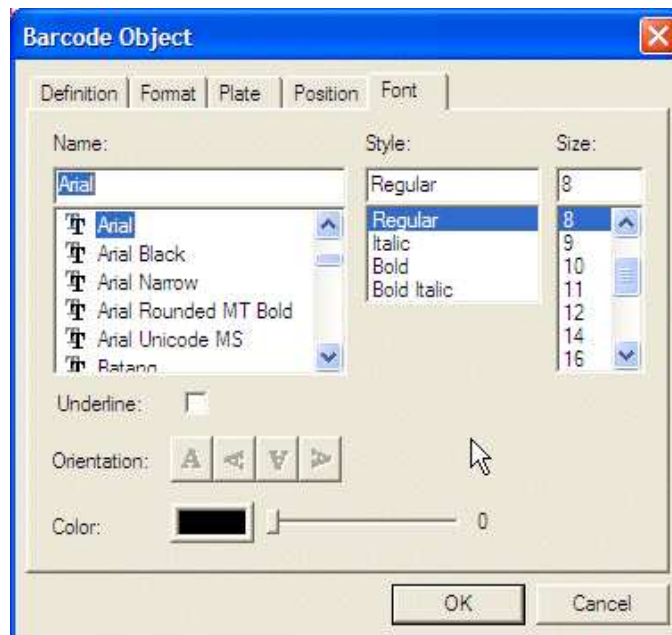 Barcode Object
Definition Format Plate Position Font
Name: Style: Size:
Arial Regular 8
Arial Regular 8
Arial Black Italic 9
Arial Narrow Bold 10
Arial Rounded MT Bold Bold Italic 11
Arial Unicode MS 12
Batang 14
16
Underline:
Orientation: A A A A
Color: 0
OK Cancel